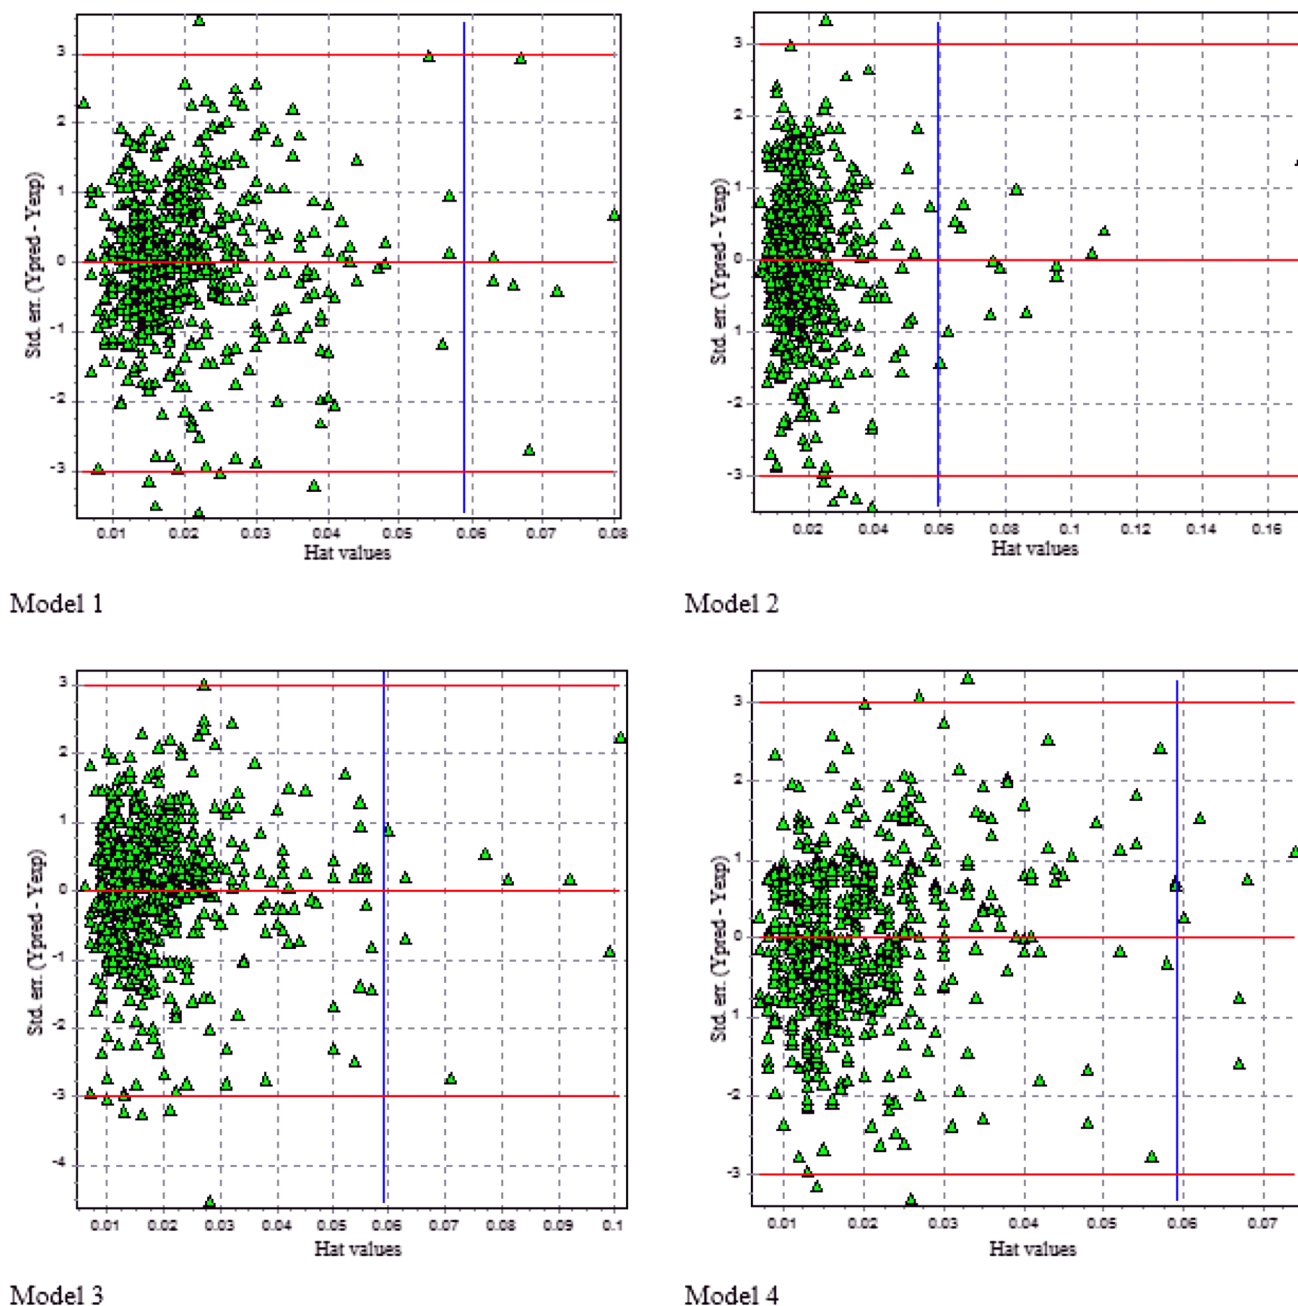 3
2
1
0
-1
-2
-3
Std. err. (Ypred - Yexp)
0.01 0.02 0.03 0.04 0.05 0.06 0.07 0.08
Hat values
Model 1
3
2
1
0
1
-2
-3
Std. err. (Ypred - Yexp)
0.02 0.04 0.06 0.08 0.1 0.12 0.14 0.16
Hat values
Model 2
3
2
1
0
-1
-2
-3
-4
Std. err. (Ypred - Yexp)
0.01 0.02 0.03 0.04 0.05 0.06 0.07 0.08 0.09 0.1
Hat values
Model 3
3
2
1
0
1
-2
-3
Std. err. (Ypred - Yexp)
0.01 0.02 0.03 0.04 0.05 0.06 0.07
Hat values
Model 4